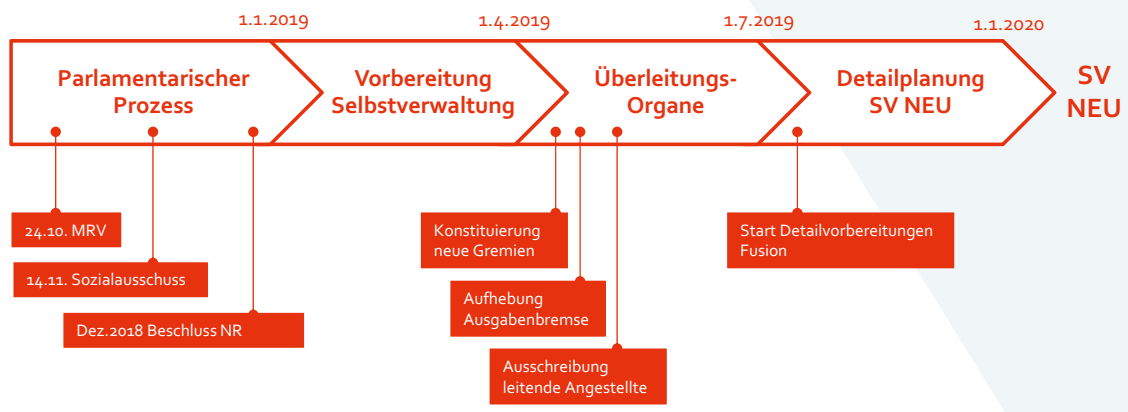 1.1.2019
1.4.2019
1.7.2019
1.1.2020
Parlamentarischer
Prozess
Vorbereitung
Selbstverwaltung
Überleitungs-
Organe
Detailplanung
SV NEU
SV
NEU
24.10. MRV
14.11. Sozialausschuss
Dez.2018 Beschluss NR
Konstituierung
neue Gremien
Aufhebung
Ausgabenbremse
Ausschreibung
leitende Angestellte
Start Detailvorbereitungen
Fusion